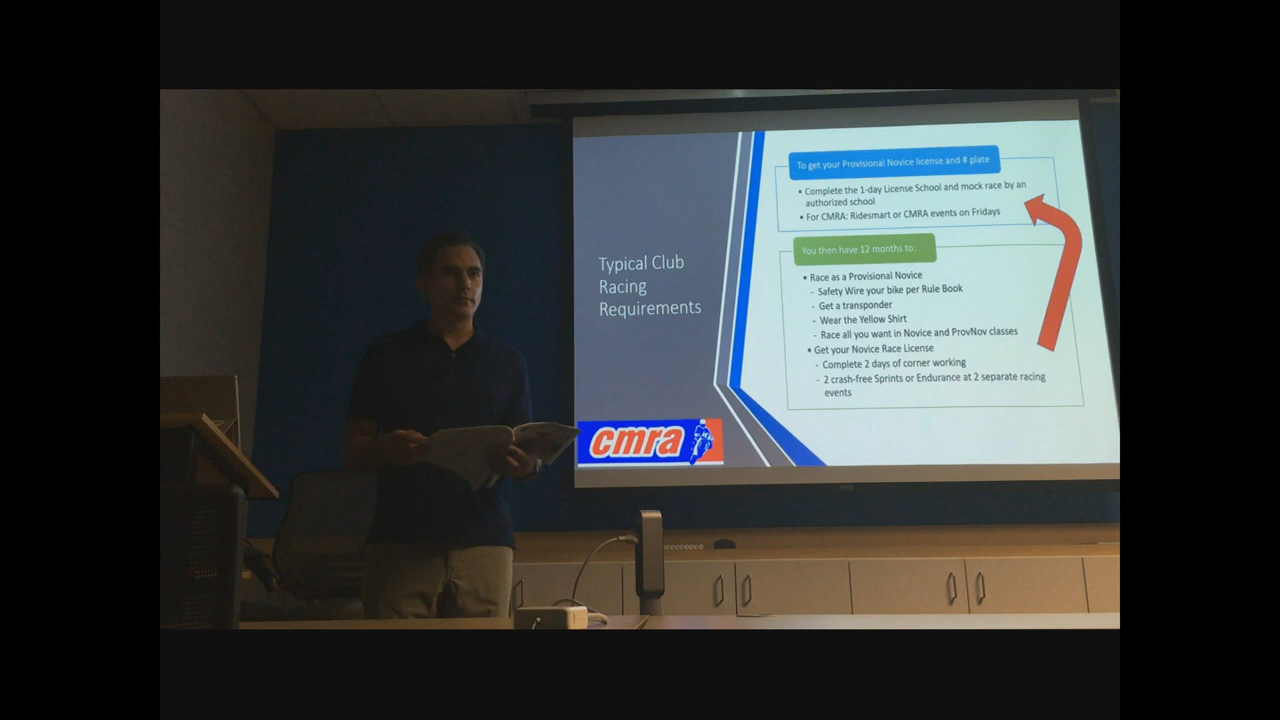 Typical Club
Racing
Requirements
cmra
To get your Provisional Novice license and # plate
• Complete the 1-day License School and mock race by an
authorized school
• For CMRA: Ridesmart or CMRA events on Fridays
You then have 12 months to:
• Race as a Provisional Novice
- Safety Wire your bike per Rule Book
- Get a transponder
- Wear the Yellow Shirt
- Race all you want in Novice and ProvNov classes
• Get your Novice Race License
- Complete 2 days of corner working
- 2 crash-free Sprints or Endurance at 2 separate racing
events